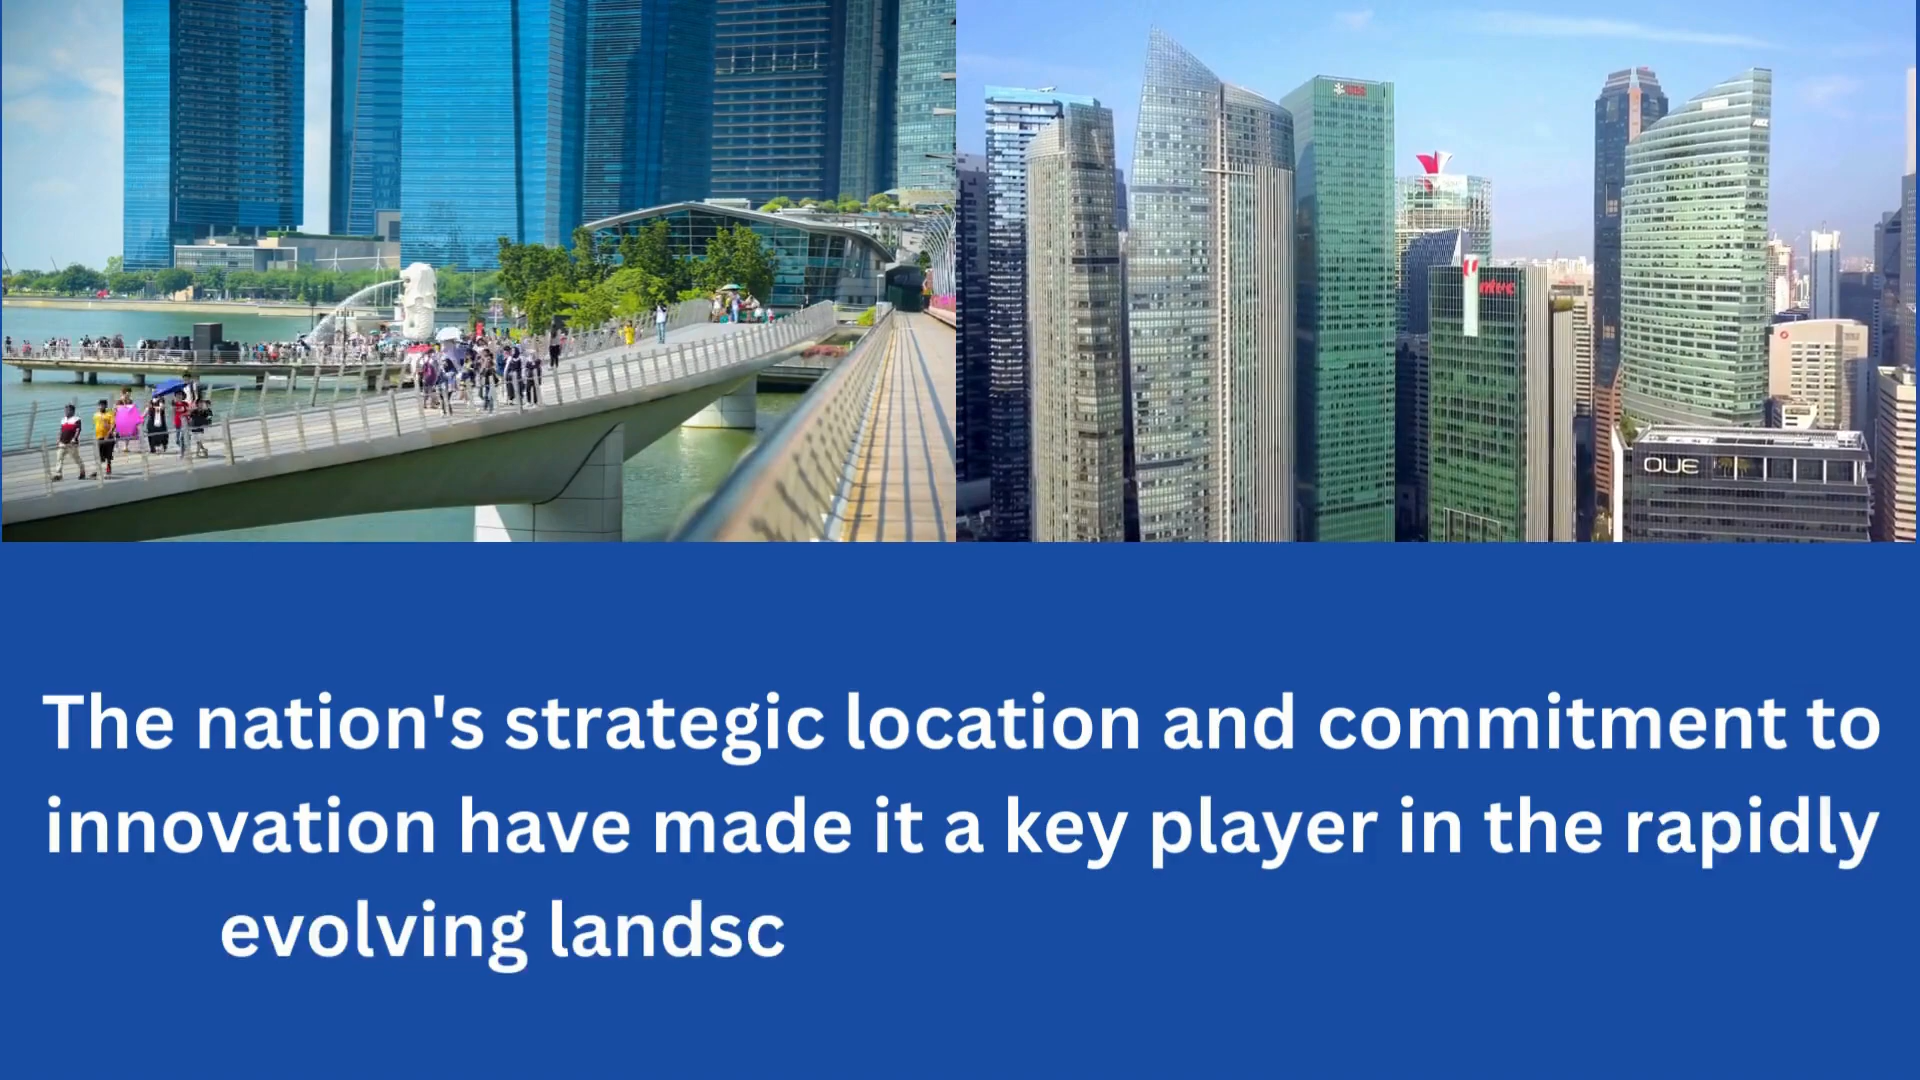 OUE
The nation's strategic location and commitment to
innovation have made it a key player in the rapidly
evolving landsc